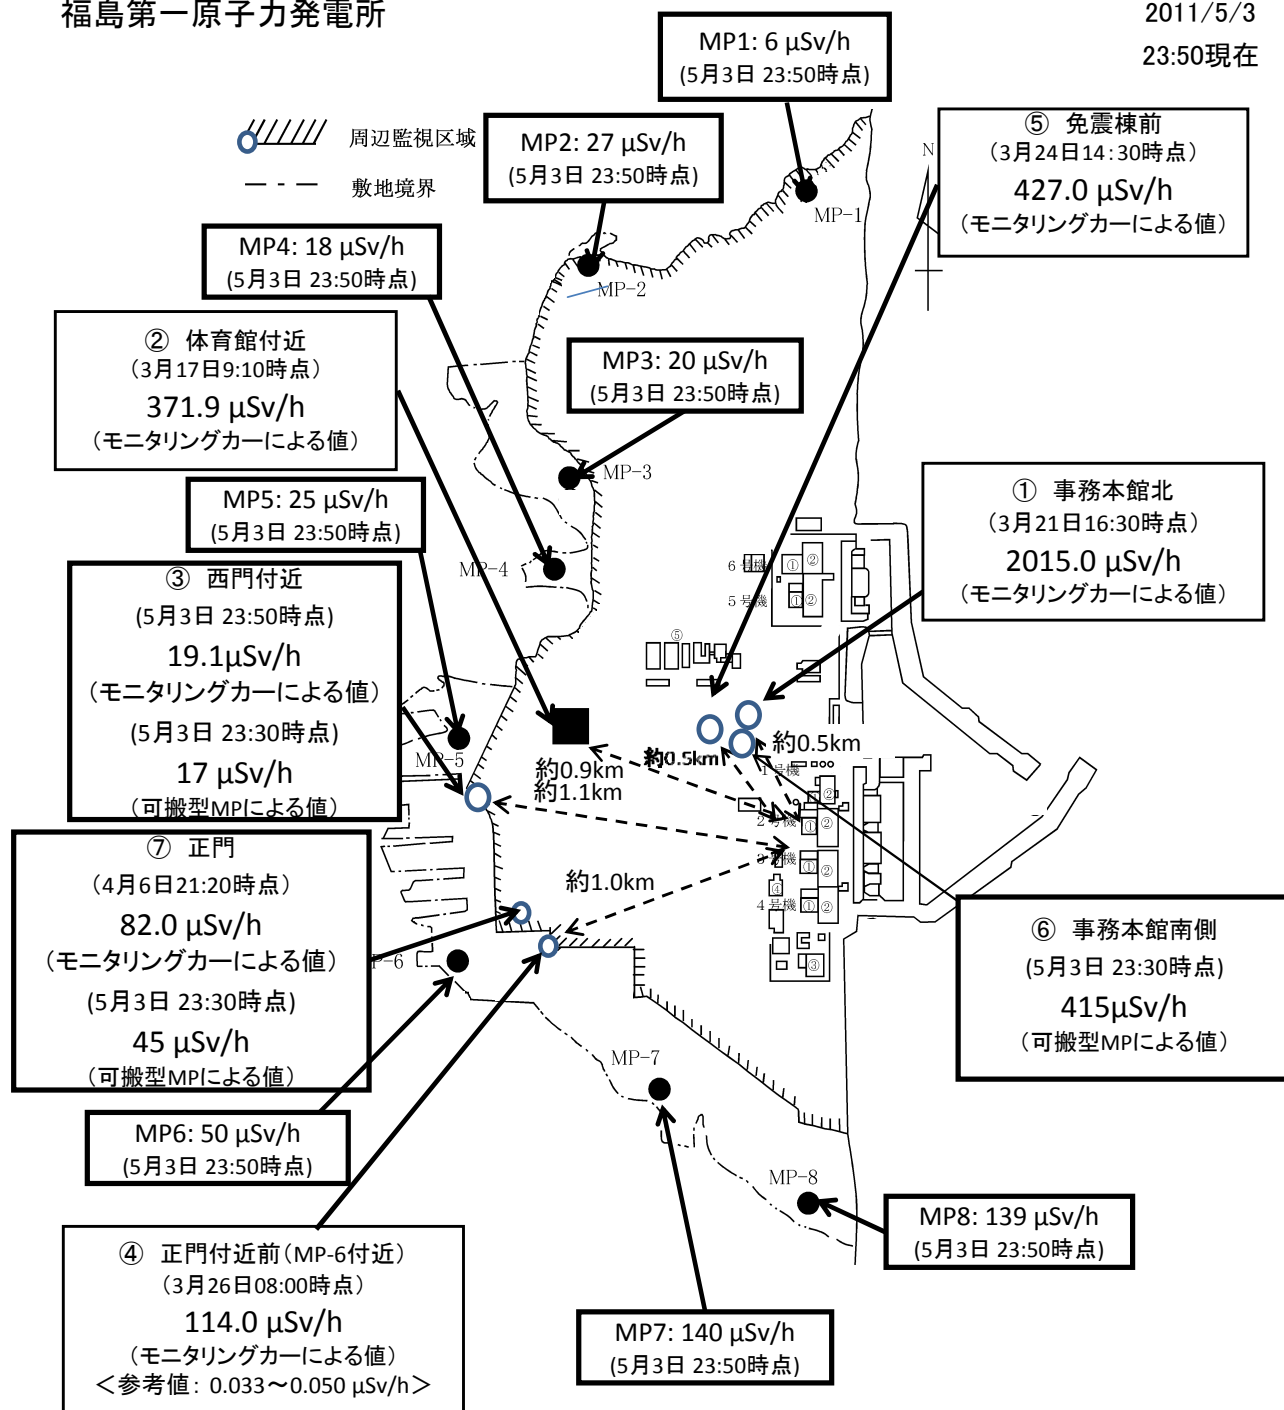 福島第一原子力発電所
2011/5/3
23:50現在
MP1: 6 μSv/h
(5月3日 23:50時点)
周辺監視区域
敷地境界
MP2: 27 μSv/h
(5月3日 23:50時点)
⑤ 免震棟前
(3月24日14:30時点)
427.0 μSv/h
(モニタリングカーによる値)
N
MP-1
MP4: 18 μSv/h
(5月3日 23:50時点)
MP-2
② 体育館付近
(3月17日9:10時点)
371.9 μSv/h
(モニタリングカーによる値)
MP3: 20 μSv/h
(5月3日 23:50時点)
MP-3
MP5: 25 μSv/h
(5月3日 23:50時点)
① 事務本館北
(3月21日16:30時点)
2015.0 μSv/h
(モニタリングカーによる値)
MP-4
6号機
① ②
5号機
① ②
⑤
③ 西門付近
(5月3日 23:50時点)
19.1μSv/h
(モニタリングカーによる値)
(5月3日 23:30時点)
17 μSv/h
(可搬型MPによる値)
MP-5
約0.9km
約1.1km
約0.5km
約0.5km
1号機
① ②
2号機
① ②
3号機
① ②
④
4号機
① ②
③
約1.0km
⑦ 正門
(4月6日21:20時点)
82.0 μSv/h
(モニタリングカーによる値)
(5月3日 23:30時点)
45 μSv/h
(可搬型MPによる値)
P-6
⑥ 事務本館南側
(5月3日 23:30時点)
415μSv/h
(可搬型MPによる値)
MP-7
MP6: 50 μSv/h
(5月3日 23:50時点)
MP-8
MP8: 139 μSv/h
(5月3日 23:50時点)
④ 正門付近前(MP-6付近)
(3月26日08:00時点)
114.0 μSv/h
(モニタリングカーによる値)
<参考値: 0.033～0.050 μSv/h>
MP7: 140 μSv/h
(5月3日 23:50時点)